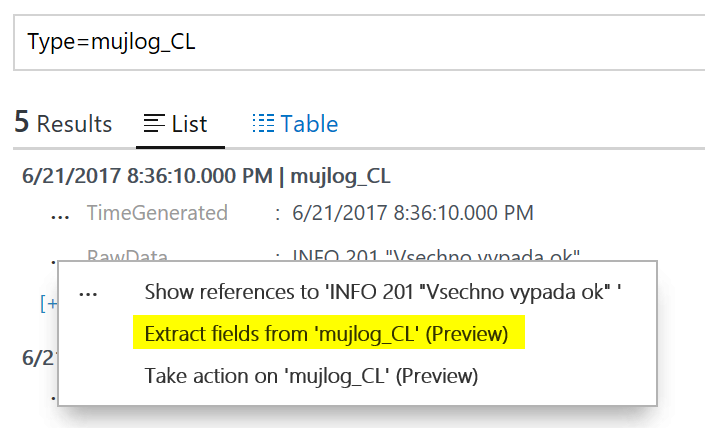 Type=mujlog_CL
5 Results List Table
6/21/2017 8:36:10.000 PM | mujlog_CL
... TimeGenerated : 6/21/2017 8:36:10.000 PM
RawData : INFO 201 "Vsechno vypada ok"
... Show references to 'INFO 201 "Vsechno vypada ok" '
[+
Extract fields from 'mujlog_CL' (Preview)
6/21
Take action on 'mujlog_CL' (Preview)